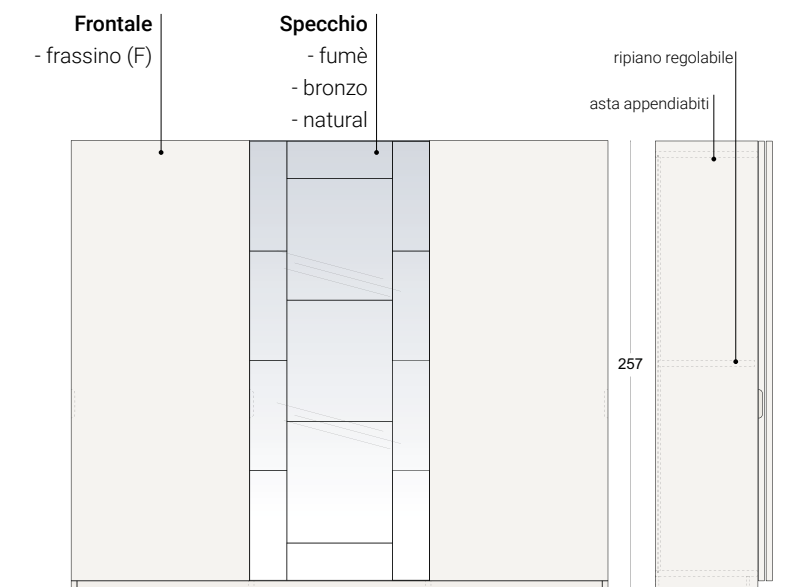 Frontale
- frassino (F)
Specchio
- fumè
- bronzo
- natural
ripiano regolabile
asta appendiabiti
257